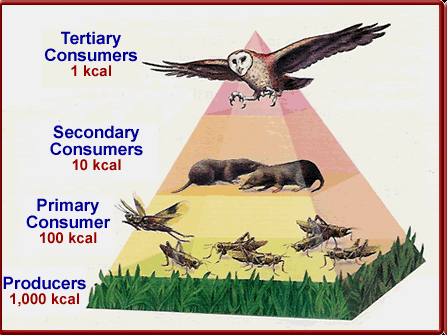 Tertiary
Consumers
1 kcal
Secondary
Consumers
10 kcal
Primary
Consumer
100 kcal
Producers
1,000 kcal